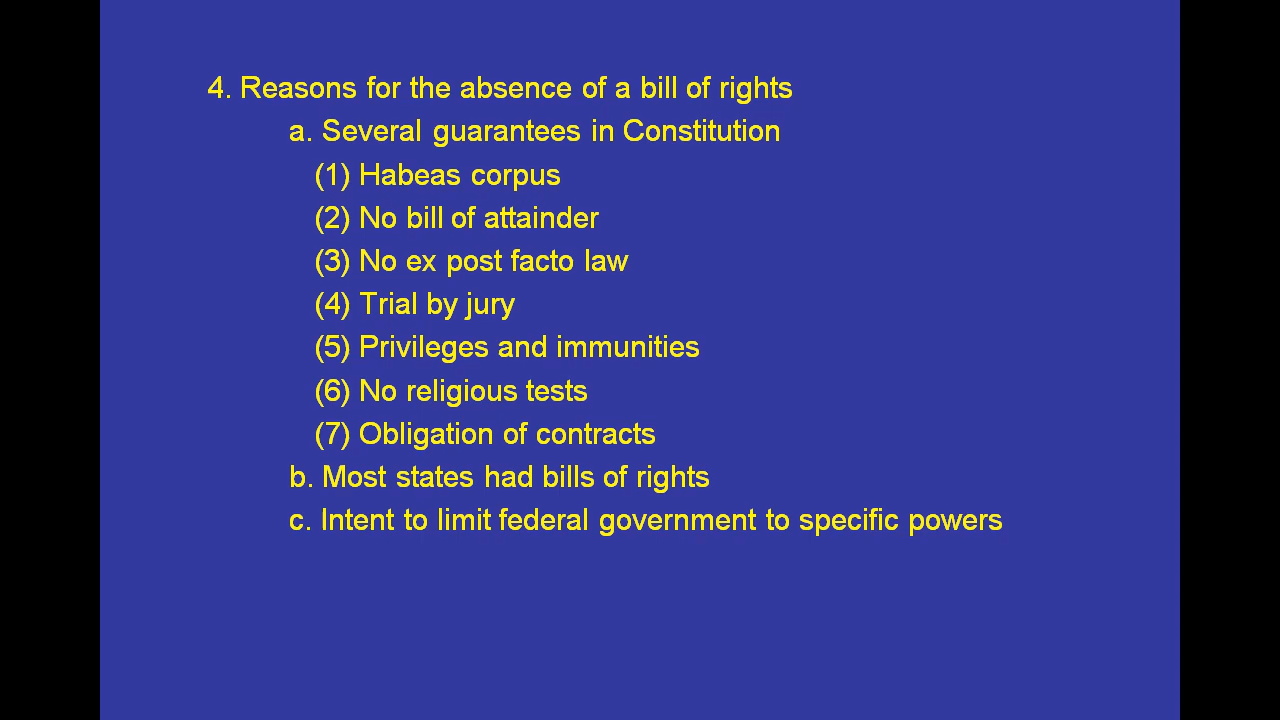 4. Reasons for the absence of a bill of rights
a. Several guarantees in Constitution
(1) Habeas corpus
(2) No bill of attainder
(3) No ex post facto law
(4) Trial by jury
(5) Privileges and immunities
(6) No religious tests
(7) Obligation of contracts
b. Most states had bills of rights
c. Intent to limit federal government to specific powers